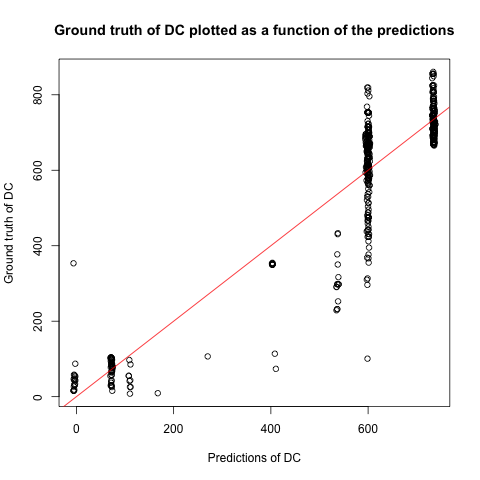 Ground truth of DC plotted as a function of the predictions
Ground truth of DC
800
600
400
200
0
0 200 400 600
Predictions of DC